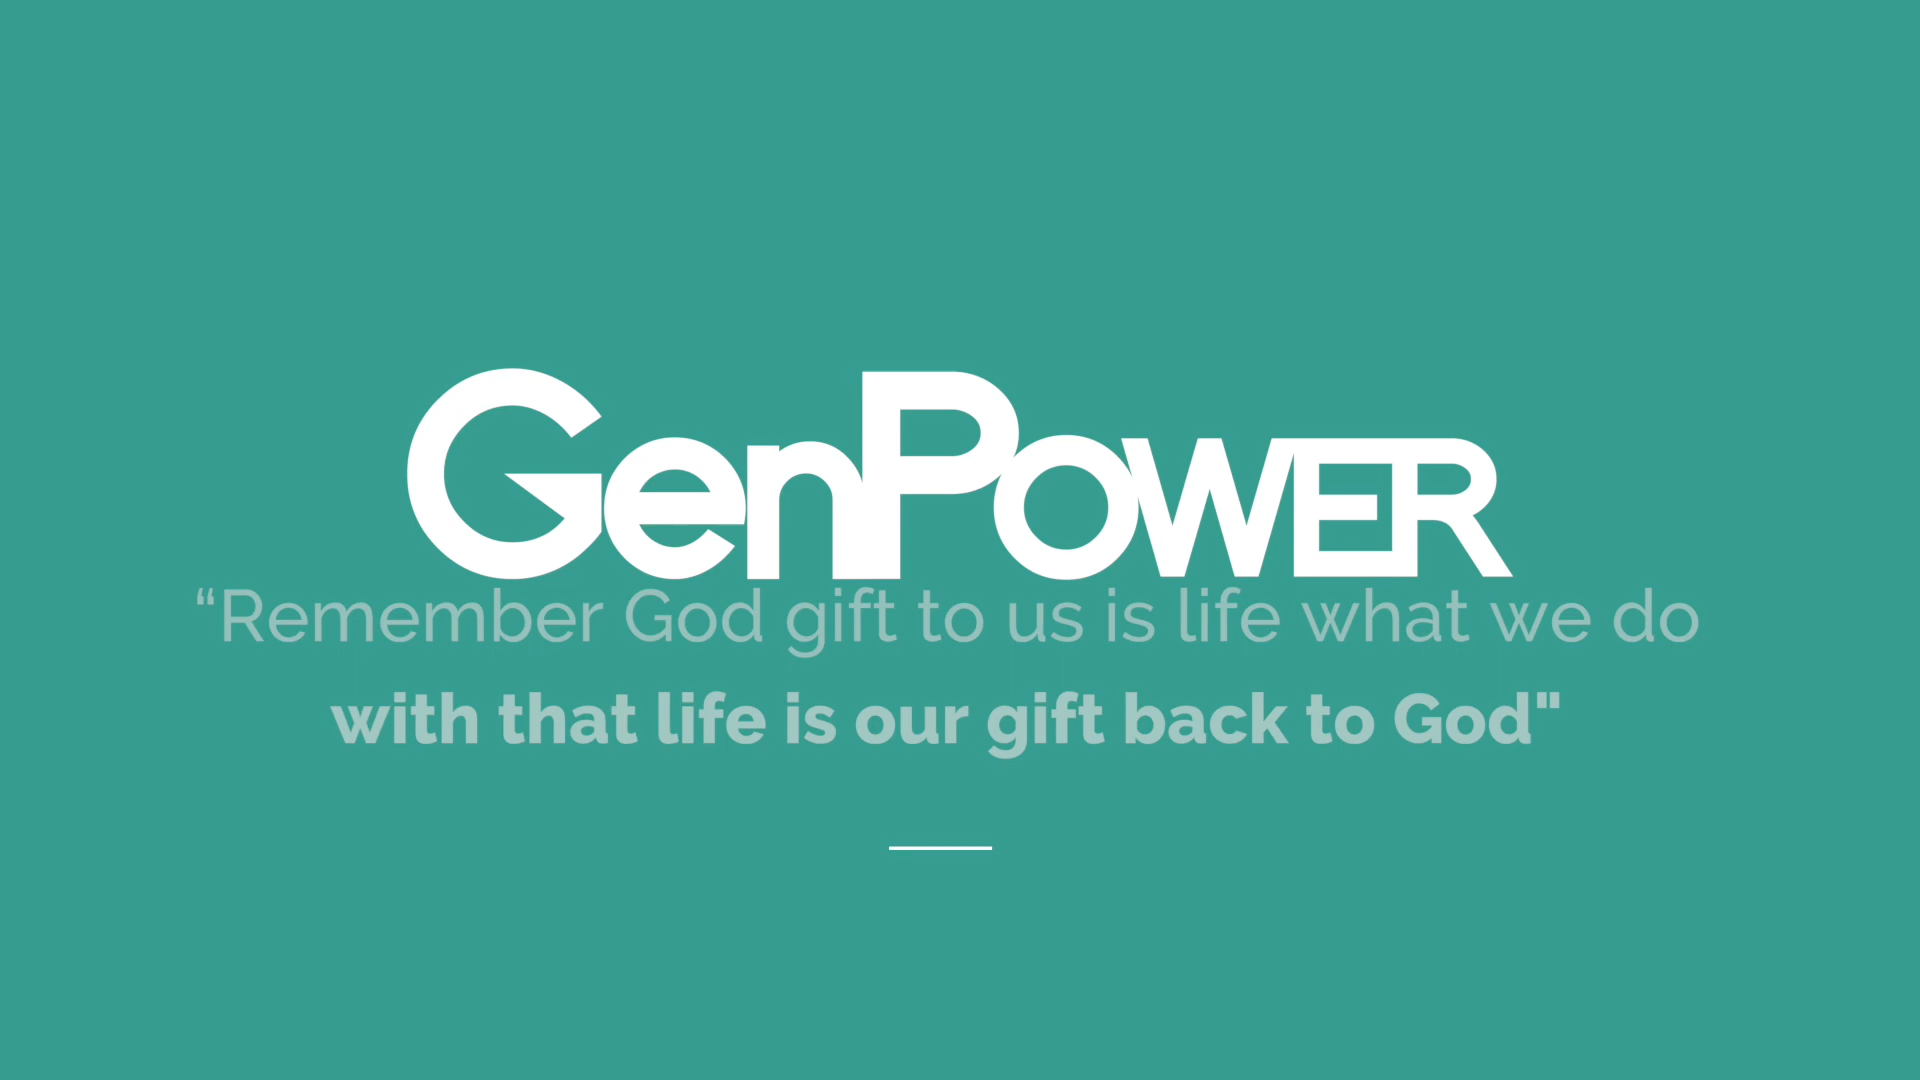 GenPOWER
“Remember God gift to us is life what we do
with that life is our gift back to God"